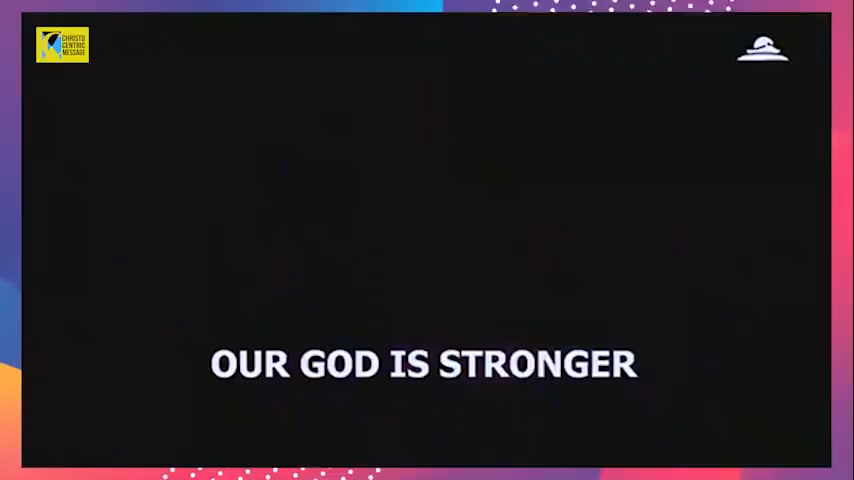 CHRISTO
CENTRIC
MESSAGE
OUR GOD IS STRONGER